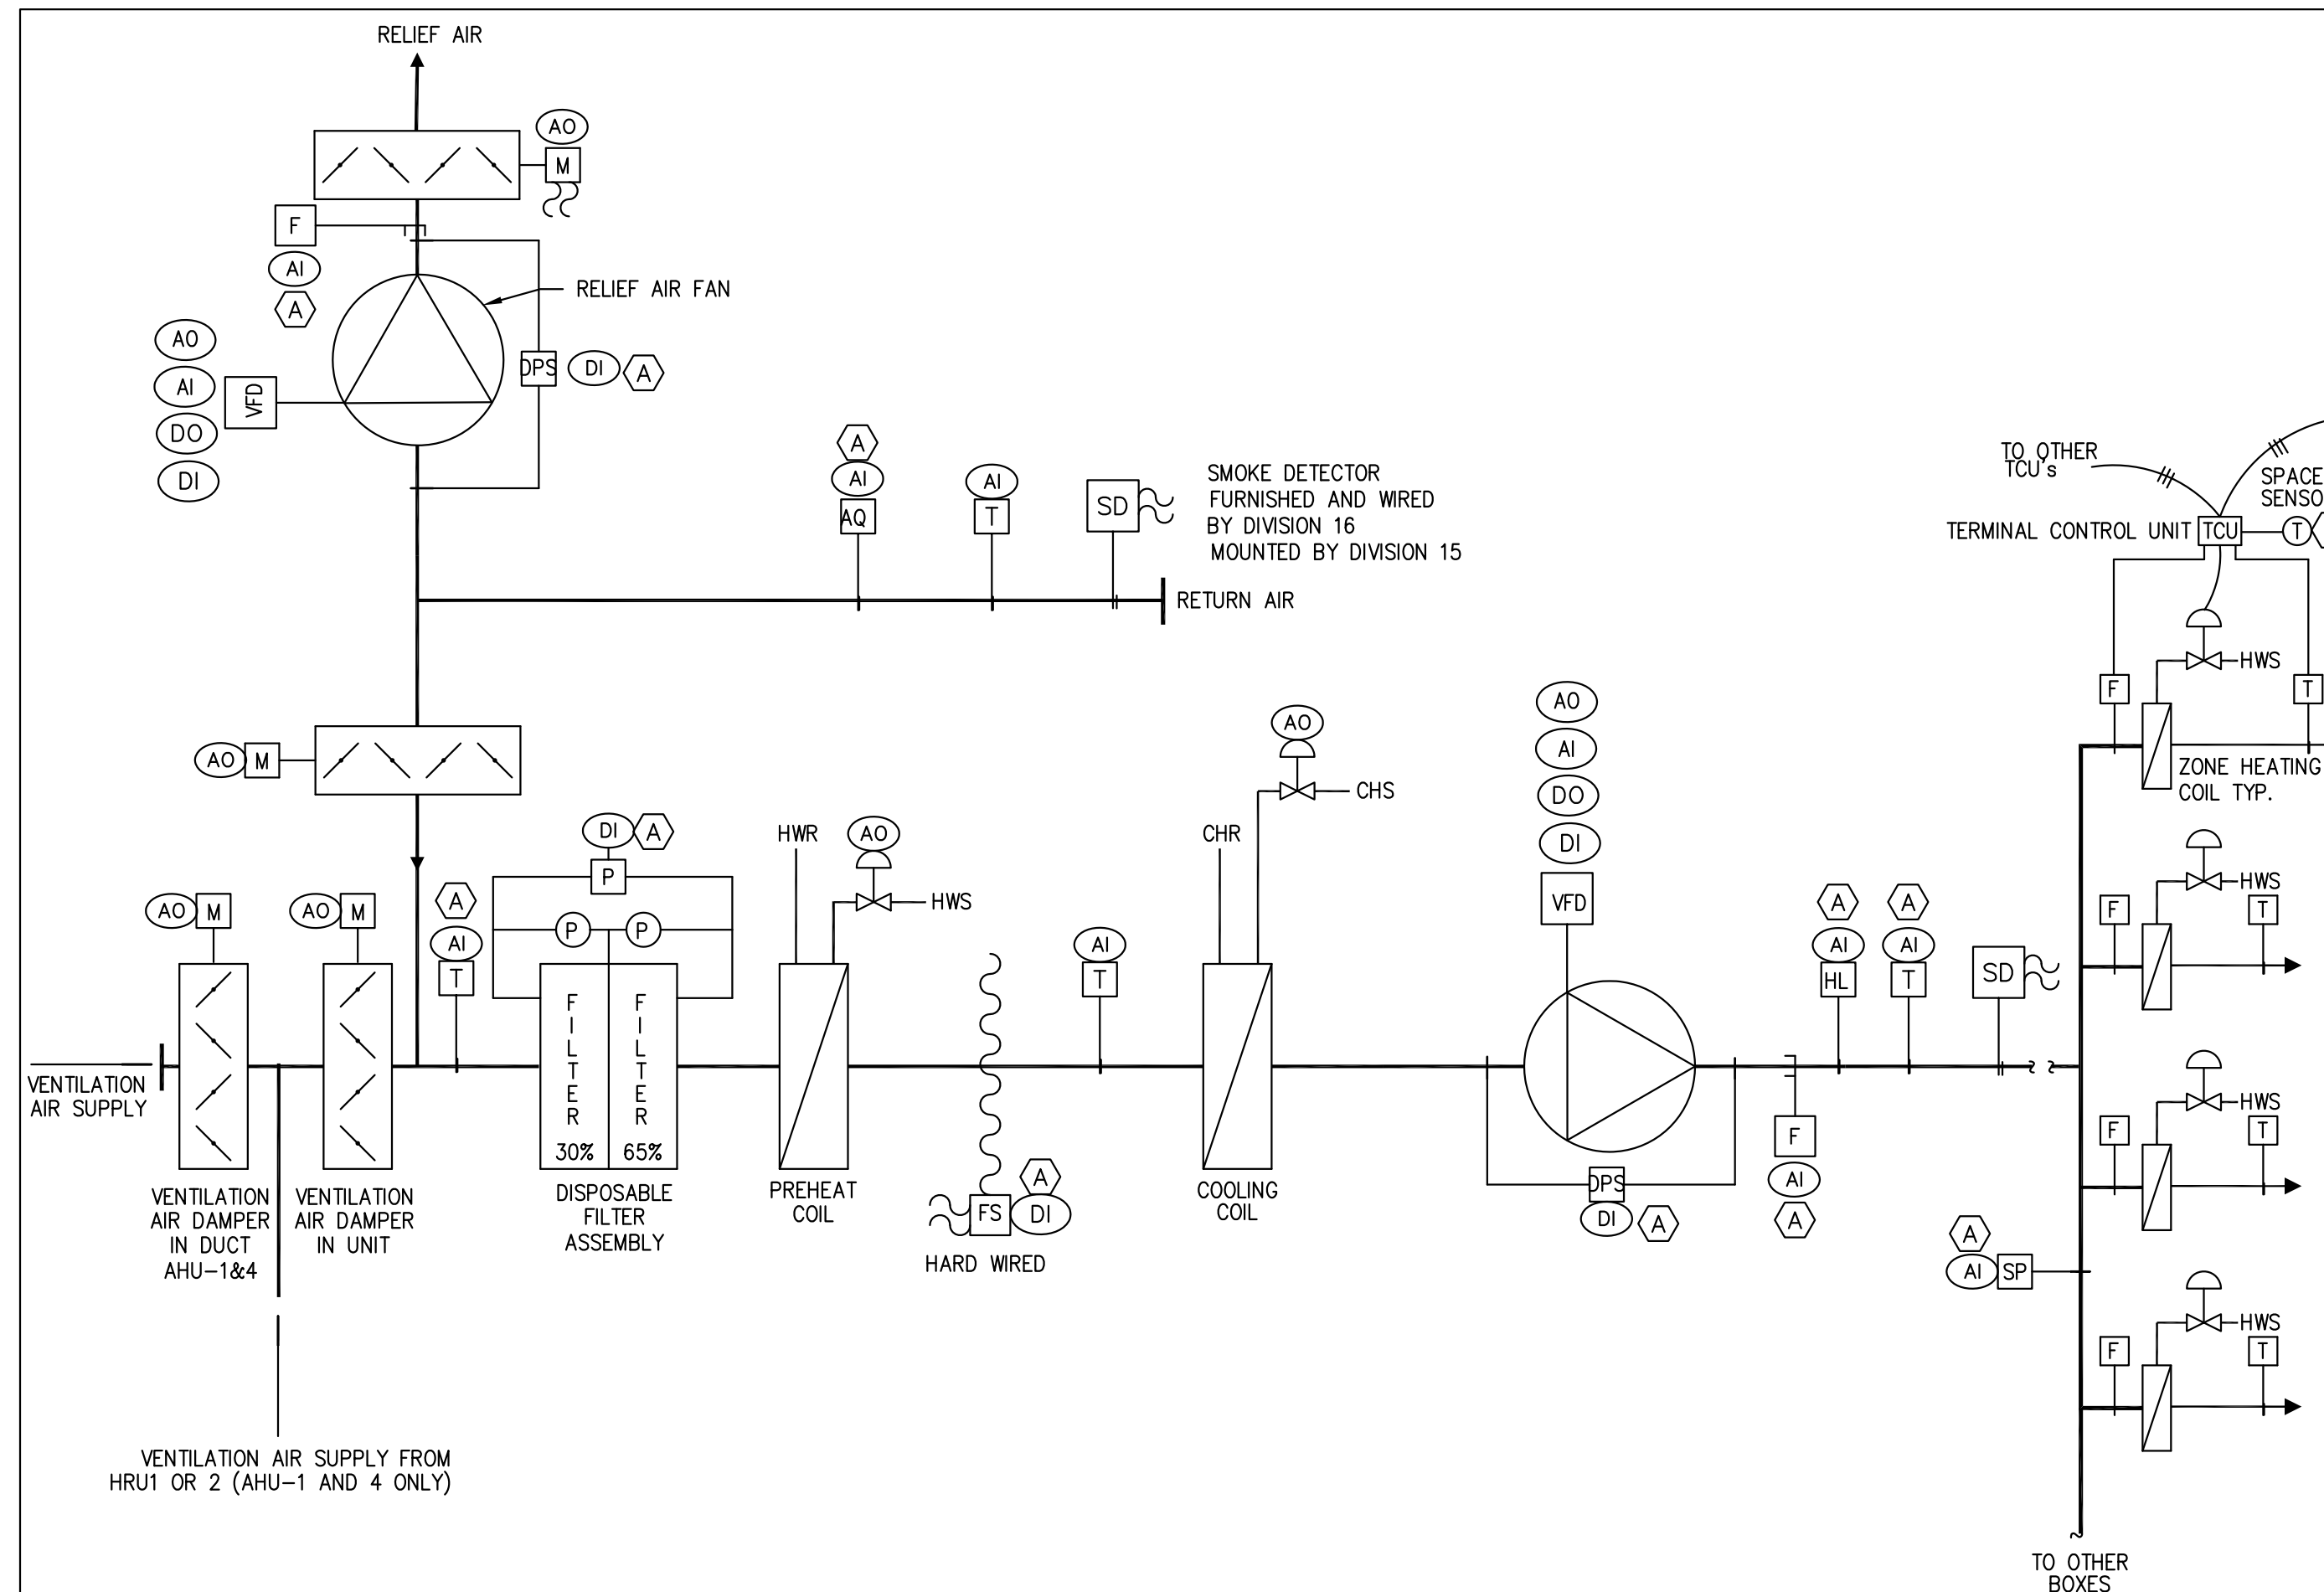 RELIEF AIR
AO
M
F
AI
A
RELIEF AIR FAN
AO
AI
DO
DI
VFD
DPS
DI
A
A
AI
AQ
AI
T
SD
SMOKE DETECTOR
FURNISHED AND WIRED
BY DIVISION 16
MOUNTED BY DIVISION 15
RETURN AIR
TO OTHER
TCU's
SPACE
TERMINAL CONTROL UNIT
TCU
T
HWS
F
T
ZONE HEATING
COIL TYP.
AO
M
AO
M
AO
M
A
AI
T
DI
A
P
P
P
FILTER
30%
FILTER
65%
HWR
AO
HWS
AI
T
CHR
AO
CHS
AO
AI
DO
DI
VFD
A
AI
HL
A
AI
T
SD
HWS
F
T
VENTILATION
AIR SUPPLY
VENTILATION
AIR DAMPER
IN DUCT
AHU-1&4
VENTILATION
AIR DAMPER
IN UNIT
DISPOSABLE
FILTER
ASSEMBLY
PREHEAT
COIL
FS
A
DI
HARD WIRED
COOLING
COIL
DPS
DI
A
F
AI
A
HWS
F
T
A
AI
SP
HWS
F
T
VENTILATION AIR SUPPLY FROM
HRU1 OR 2 (AHU-1 AND 4 ONLY)
TO OTHER
BOXES